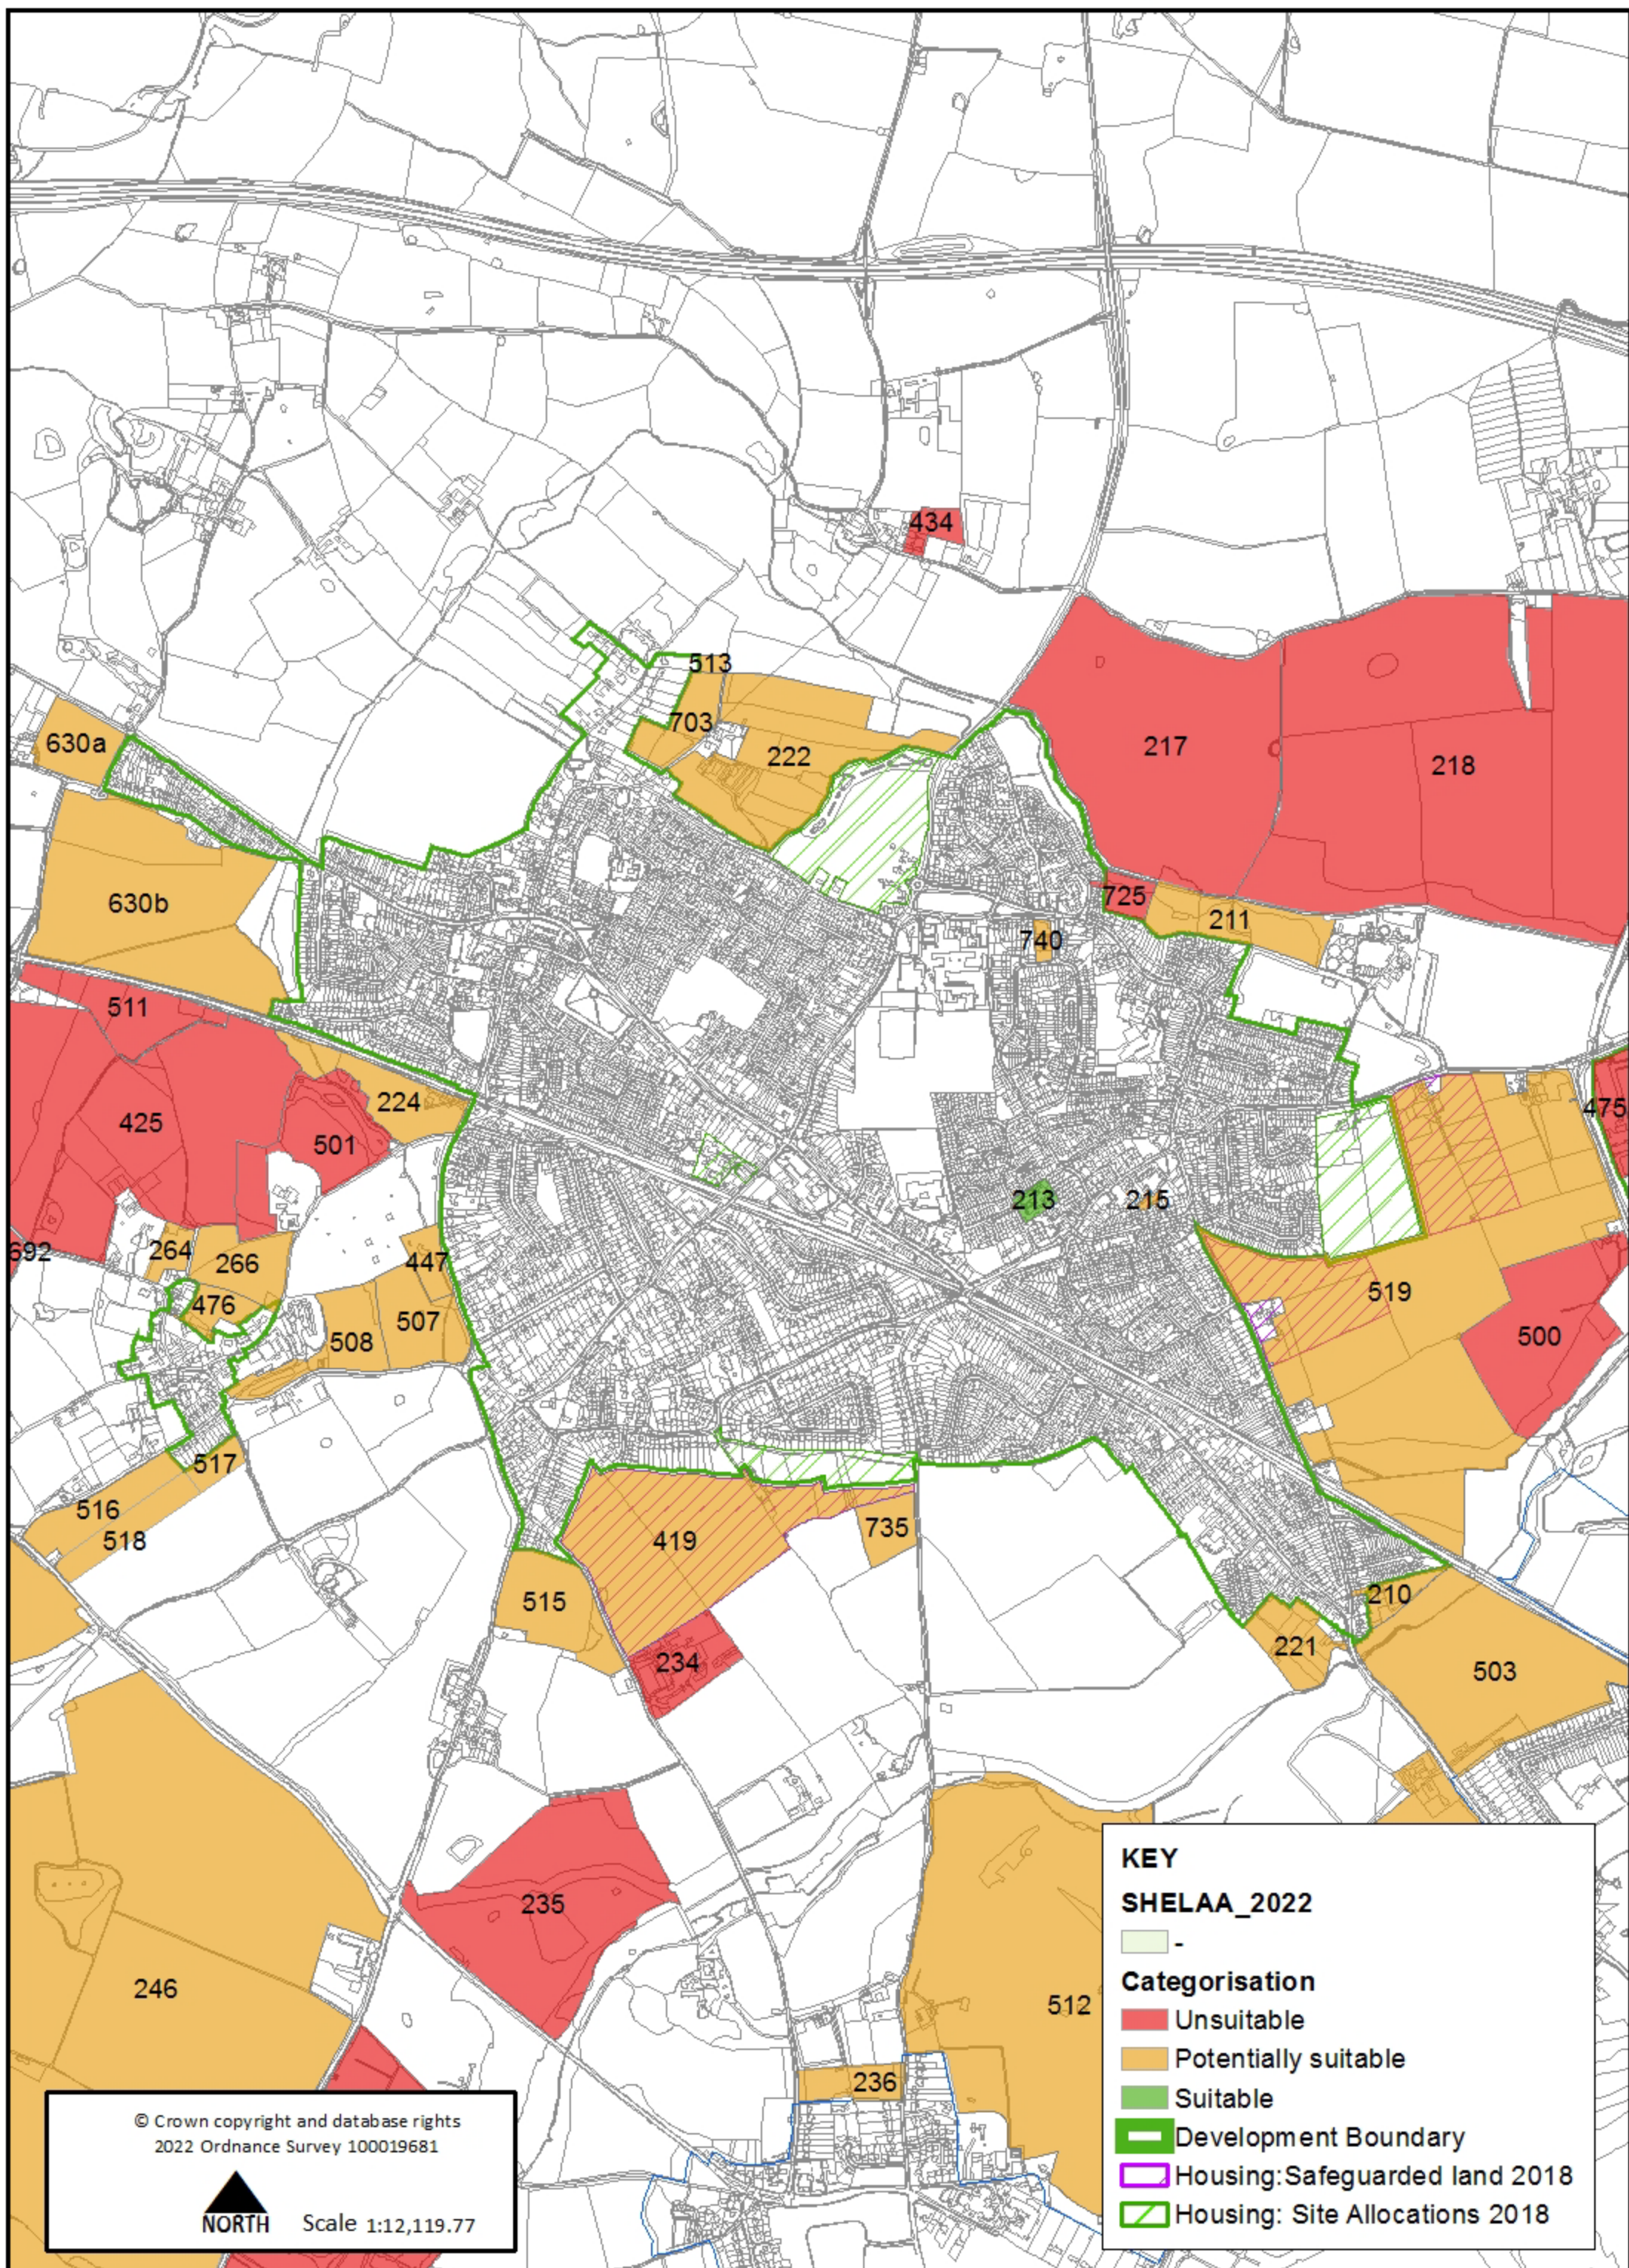 434
513
703
222
630a
217
218
630b
725
211
740
511
224
425
501
475
213
215
692
264
266
447
476
508
507
519
500
517
516
518
419
735
515
234
210
221
503
235
246
512
236
KEY
SHELAA_2022
-
Categorisation
Unsuitable
Potentially suitable
Suitable
Development Boundary
Housing:Safeguarded land 2018
Housing: Site Allocations 2018
© Crown copyright and database rights
2022 Ordnance Survey 100019681
NORTH Scale 1:12,119.77